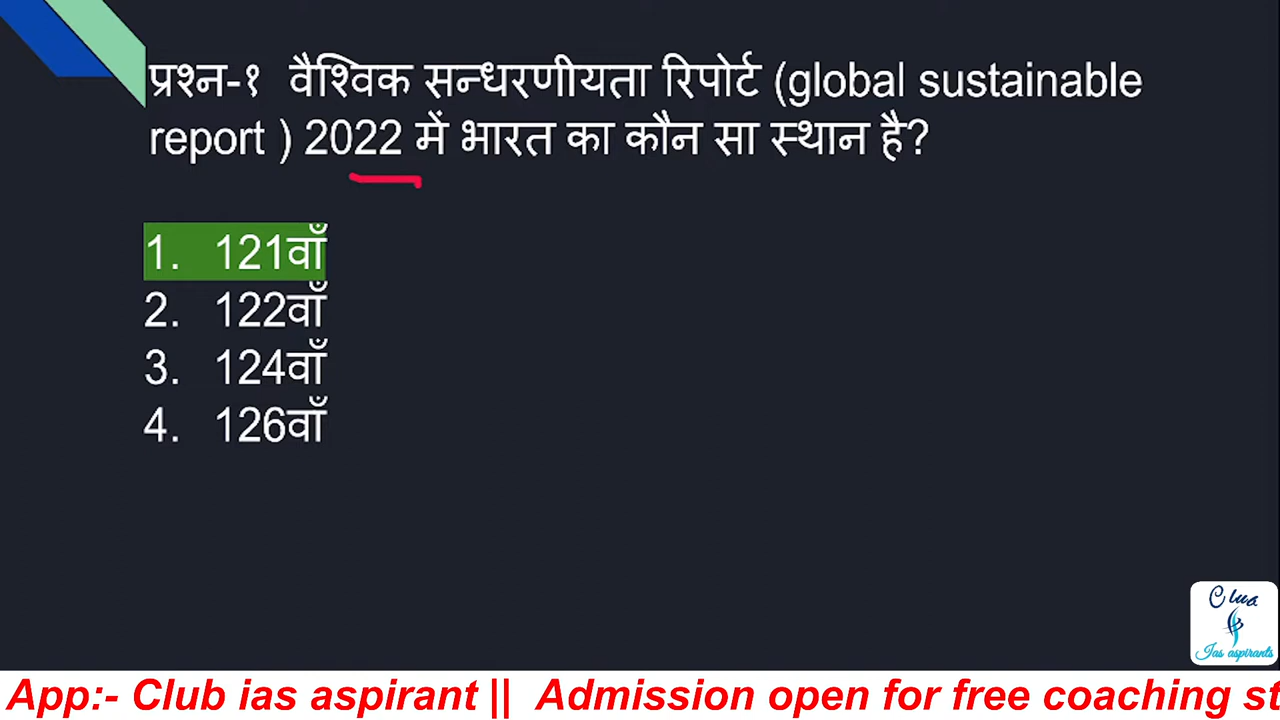 प्रश्न-१ वैश्विक सन्धरणीयता रिपोर्ट (global sustainable
report ) 2022 में भारत का कौन सा स्थान है?
1. 121वाँ
2. 122वाँ
3. 124वाँ
4. 126वाँ
Club
Ias aspirants
App:- Club ias aspirant || Admission open for free coaching st